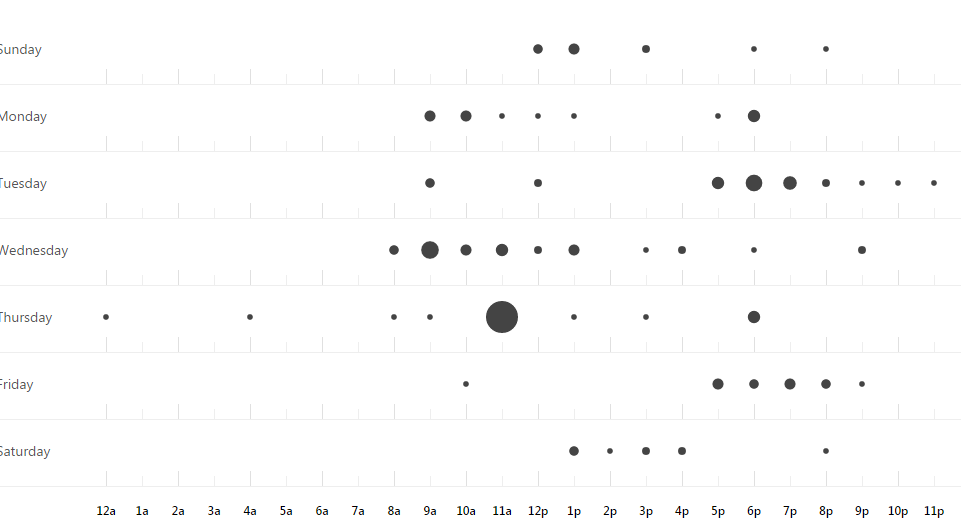 Sunday
Monday
Tuesday
Wednesday
Thursday
Friday
Saturday
12a 1a 2a 3a 4a 5a 6a 7a 8a 9a 10a 11a 12p 1p 2p 3p 4p 5p 6p 7p 8p 9p 10p 11p